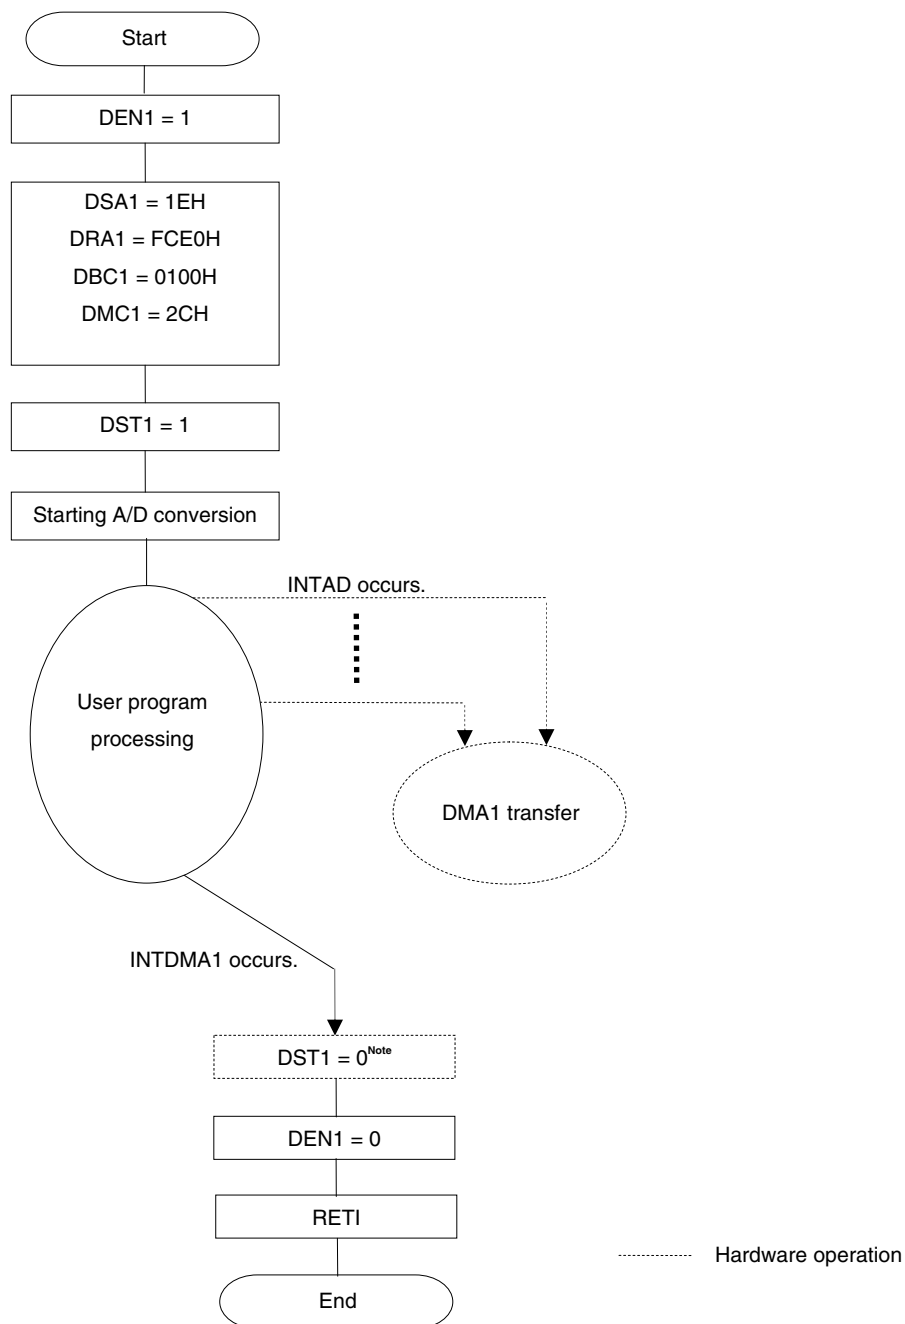 Start
DEN1 = 1
DSA1 = 1EH
DRA1 = FCE0H
DBC1 = 0100H
DMC1 = 2CH
DST1 = 1
Starting A/D conversion
INTAD occurs.
User program
processing
DMA1 transfer
INTDMA1 occurs.
DST1 = 0Note
DEN1 = 0
RETI
Hardware operation
End